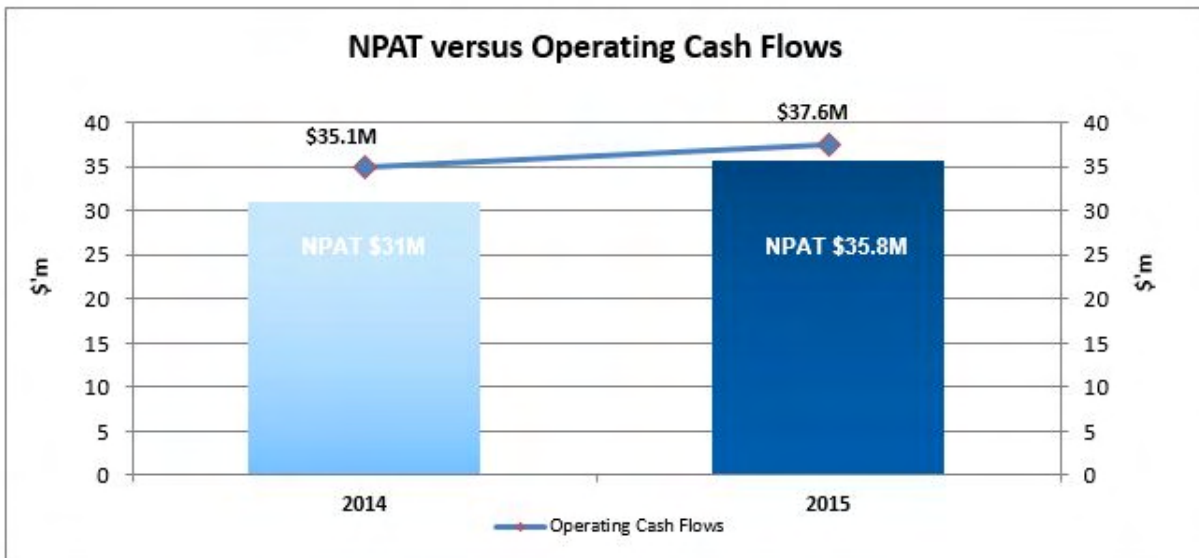 NPAT versus Operating Cash Flows
$37.6M
$35.1M
40
35
30
25
20
15
10
5
0
$'m
NPAT $31M
NPAT $35.8M
40
35
30
25
20
15
10
5
0
$'m
2014
2015
Operating Cash Flows